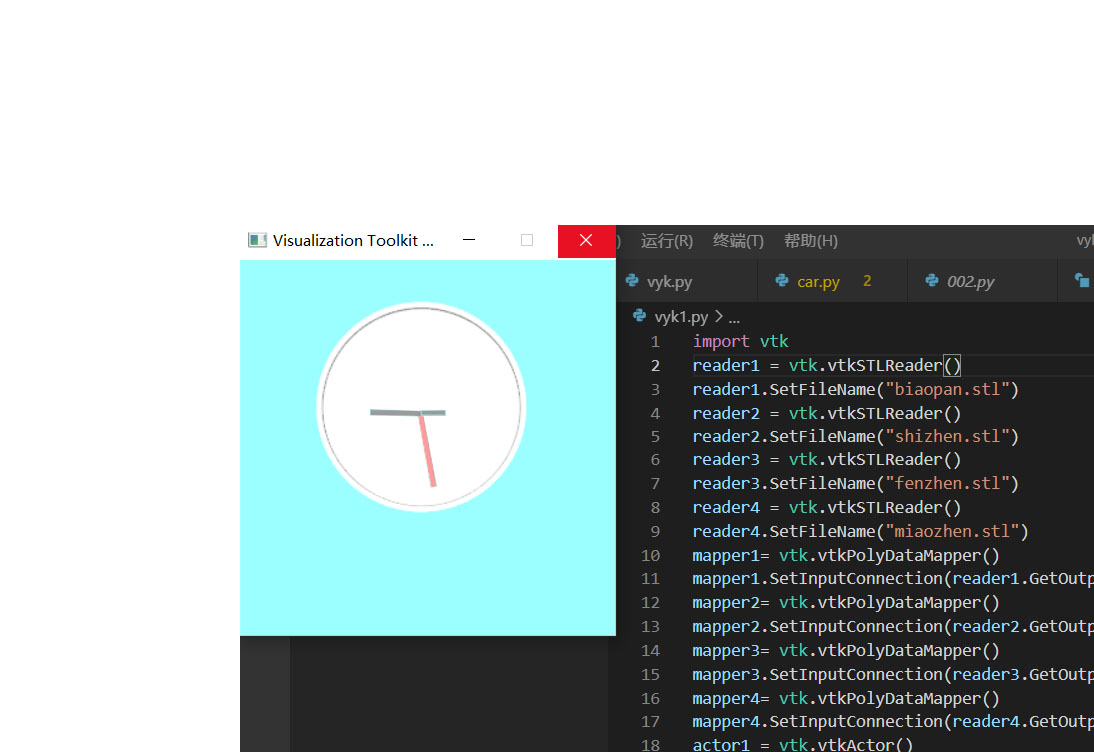 Visualization Toolkit ...
) 运行(R) 终端(T) 帮助(H)
vyk.py car.py 2 002.py
vyk1.py > ...
1 import vtk
2 reader1 = vtk.vtkSTLReader()
3 reader1.SetFileName("biaopan.stl")
4 reader2 = vtk.vtkSTLReader()
5 reader2.SetFileName("shizhen.stl")
6 reader3 = vtk.vtkSTLReader()
7 reader3.SetFileName("fenzhen.stl")
8 reader4 = vtk.vtkSTLReader()
9 reader4.SetFileName("miaozhen.stl")
10 mapper1= vtk.vtkPolyDataMapper()
11 mapper1.SetInputConnection(reader1.GetOutp
12 mapper2= vtk.vtkPolyDataMapper()
13 mapper2.SetInputConnection(reader2.GetOutp
14 mapper3= vtk.vtkPolyDataMapper()
15 mapper3.SetInputConnection(reader3.GetOutp
16 mapper4= vtk.vtkPolyDataMapper()
17 mapper4.SetInputConnection(reader4.GetOutp
18 actor1 = vtk.vtkActor()